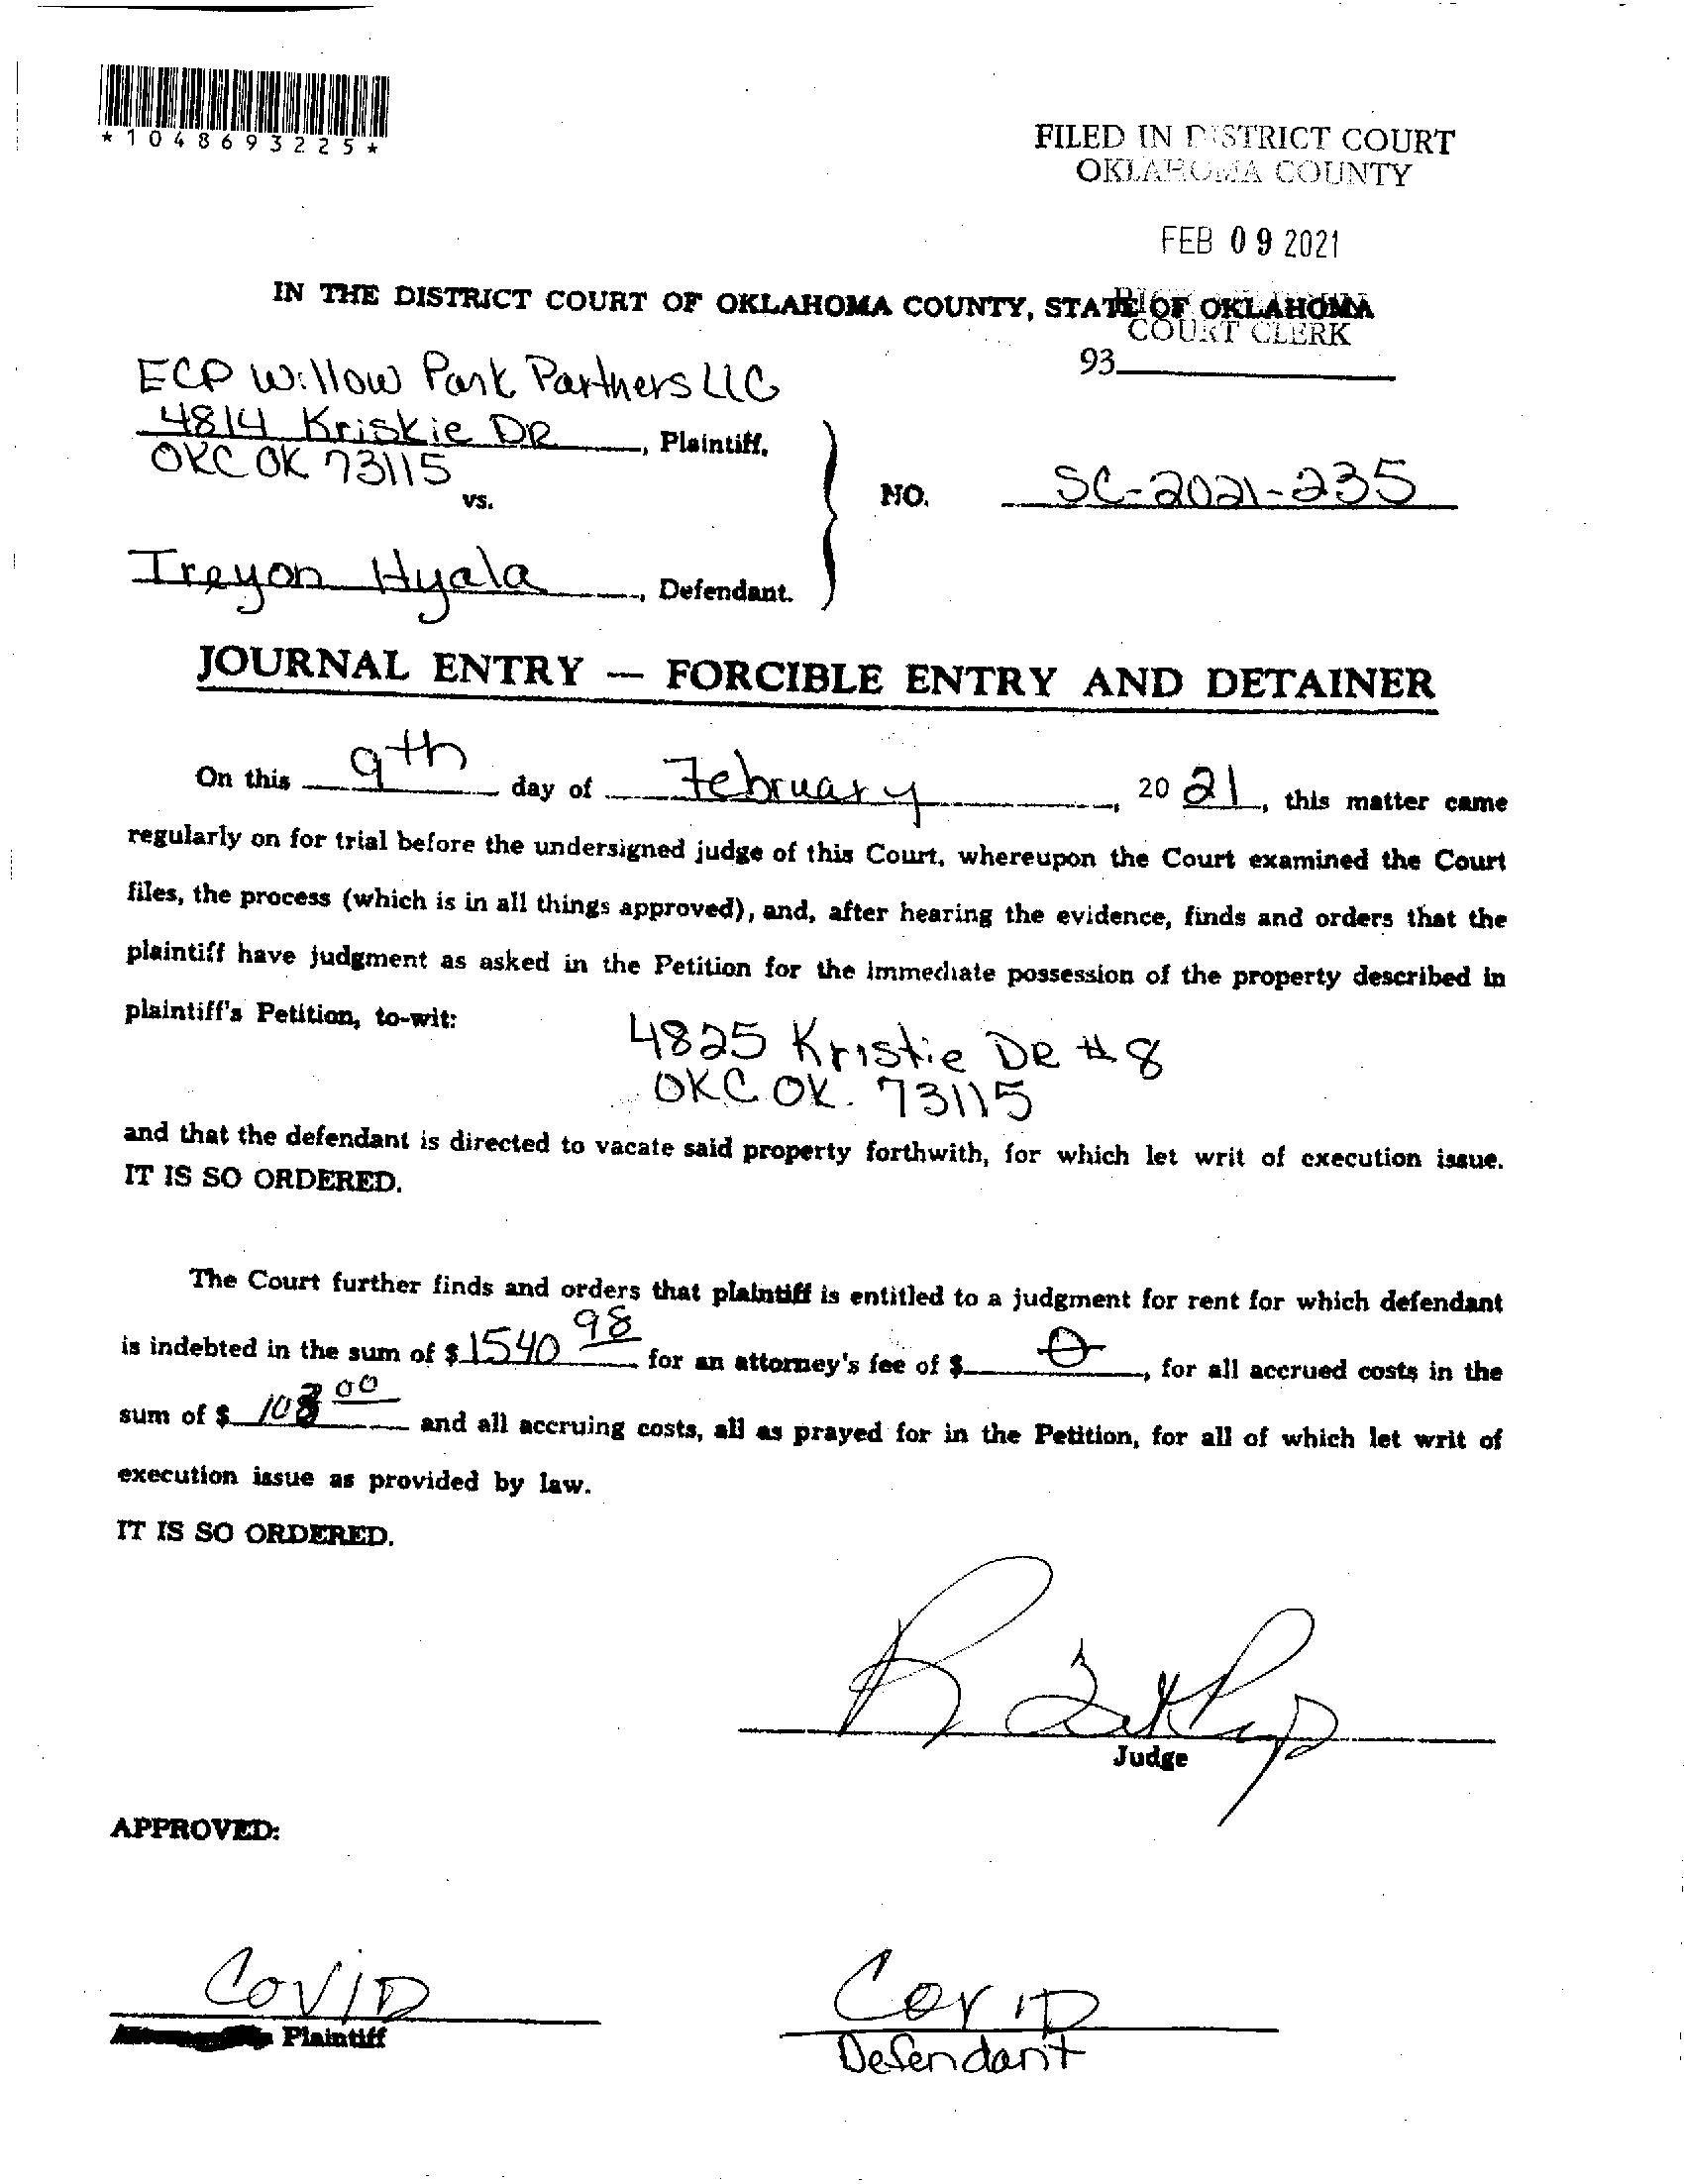 *1048693225*
FILED IN DISTRICT COURT
OKLAHOMA COUNTY
FEB 09 2021
IN THE DISTRICT COURT OF OKLAHOMA COUNTY, STATE OF OKLAHOMA
COURT CLERK
93
ECP Willow Park Partners LLC
4814 Kriskie DR, Plaintiff,
OKC OK 73115
vs.
NO. SC-2021-235
Treyon Hyala, Defendant.
JOURNAL ENTRY — FORCIBLE ENTRY AND DETAINER
On this 9th day of February, 20 21, this matter came
regularly on for trial before the undersigned judge of this Court, whereupon the Court examined the Court
files, the process (which is in all things approved), and, after hearing the evidence, finds and orders that the
plaintiff have judgment as asked in the Petition for the immediate possession of the property described in
plaintiff's Petition, to-wit:
4825 Kristie DR # 8
OKC OK. 73115
and that the defendant is directed to vacate said property forthwith, for which let writ of execution issue.
IT IS SO ORDERED.
The Court further finds and orders that plaintiff is entitled to a judgment for rent for which defendant
is indebted in the sum of $ 1540 98 for an attorney's fee of $ 0, for all accrued costs in the
sum of $ 00 and all accruing costs, all as prayed for in the Petition, for all of which let writ of
execution issue as provided by law.
IT IS SO ORDERED.
Judge
APPROVED:
COVID
Plaintiff
COVID
Defendant